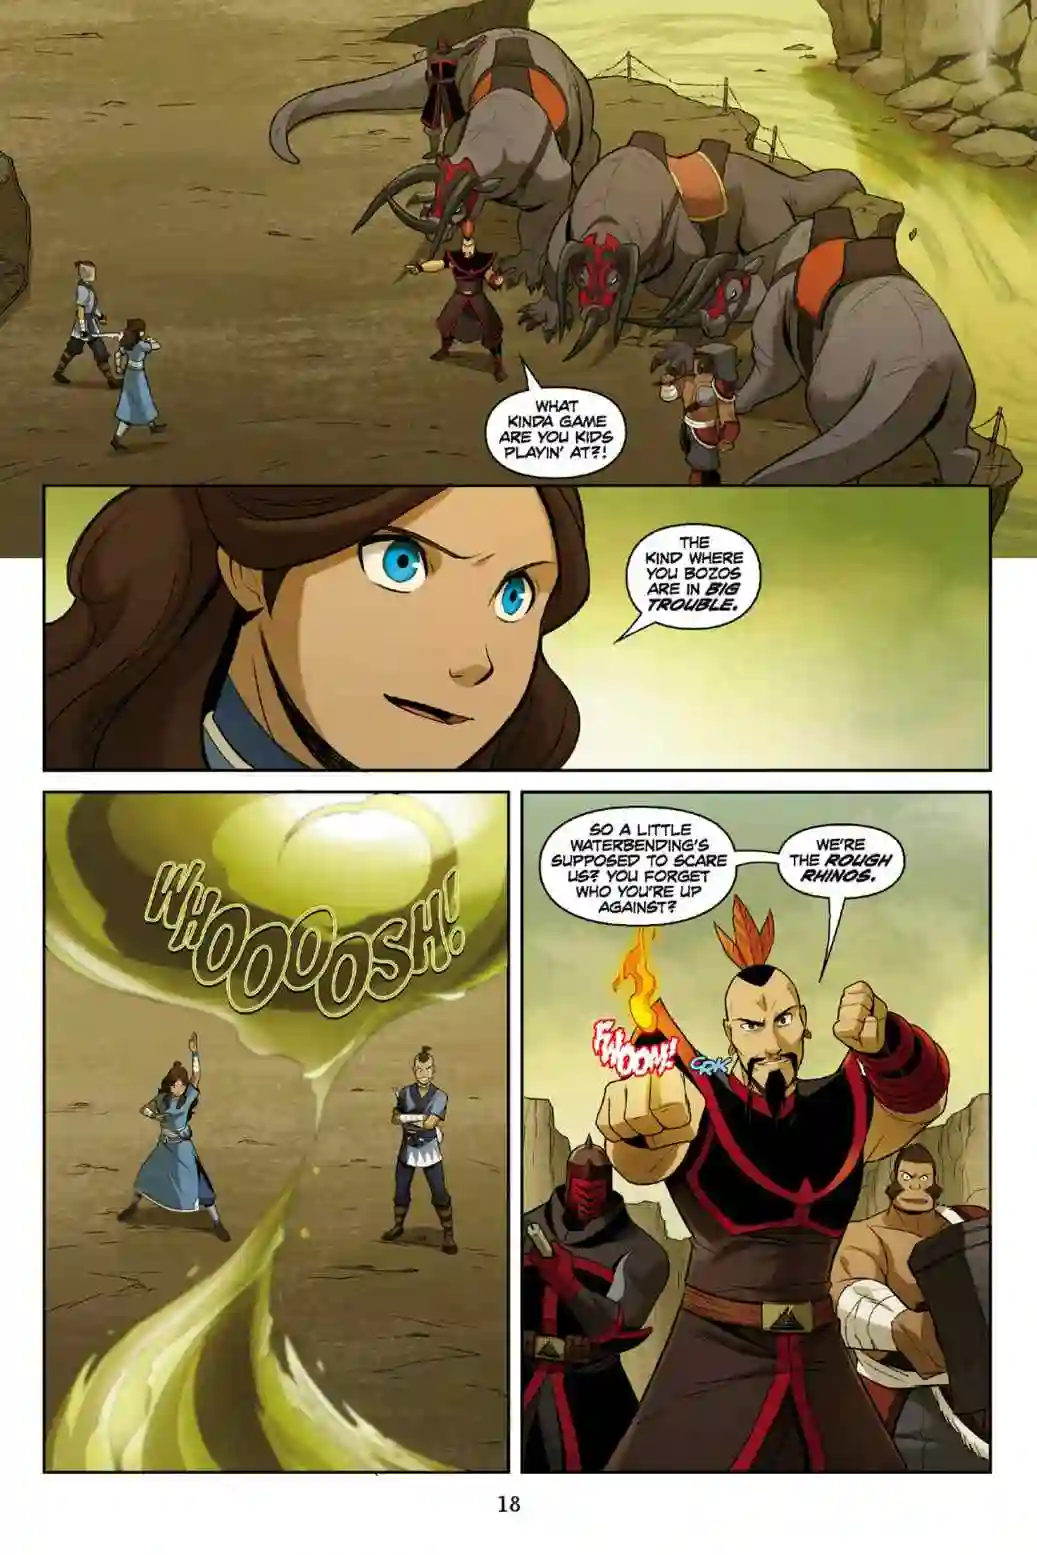 WHAT
KINDA GAME
ARE YOU KIDS
PLAYIN' AT?!
THE
KIND WHERE
YOU BOZOS
ARE IN BIG
TROUBLE.
WHOOOOOSH!
SO A LITTLE
WATERBENDING'S
SUPPOSED TO SCARE
US? YOU FORGET
WHO YOU'RE UP
AGAINST?
WE'RE
THE ROUGH
RHINOS.
FWOOM!
CRIK
18